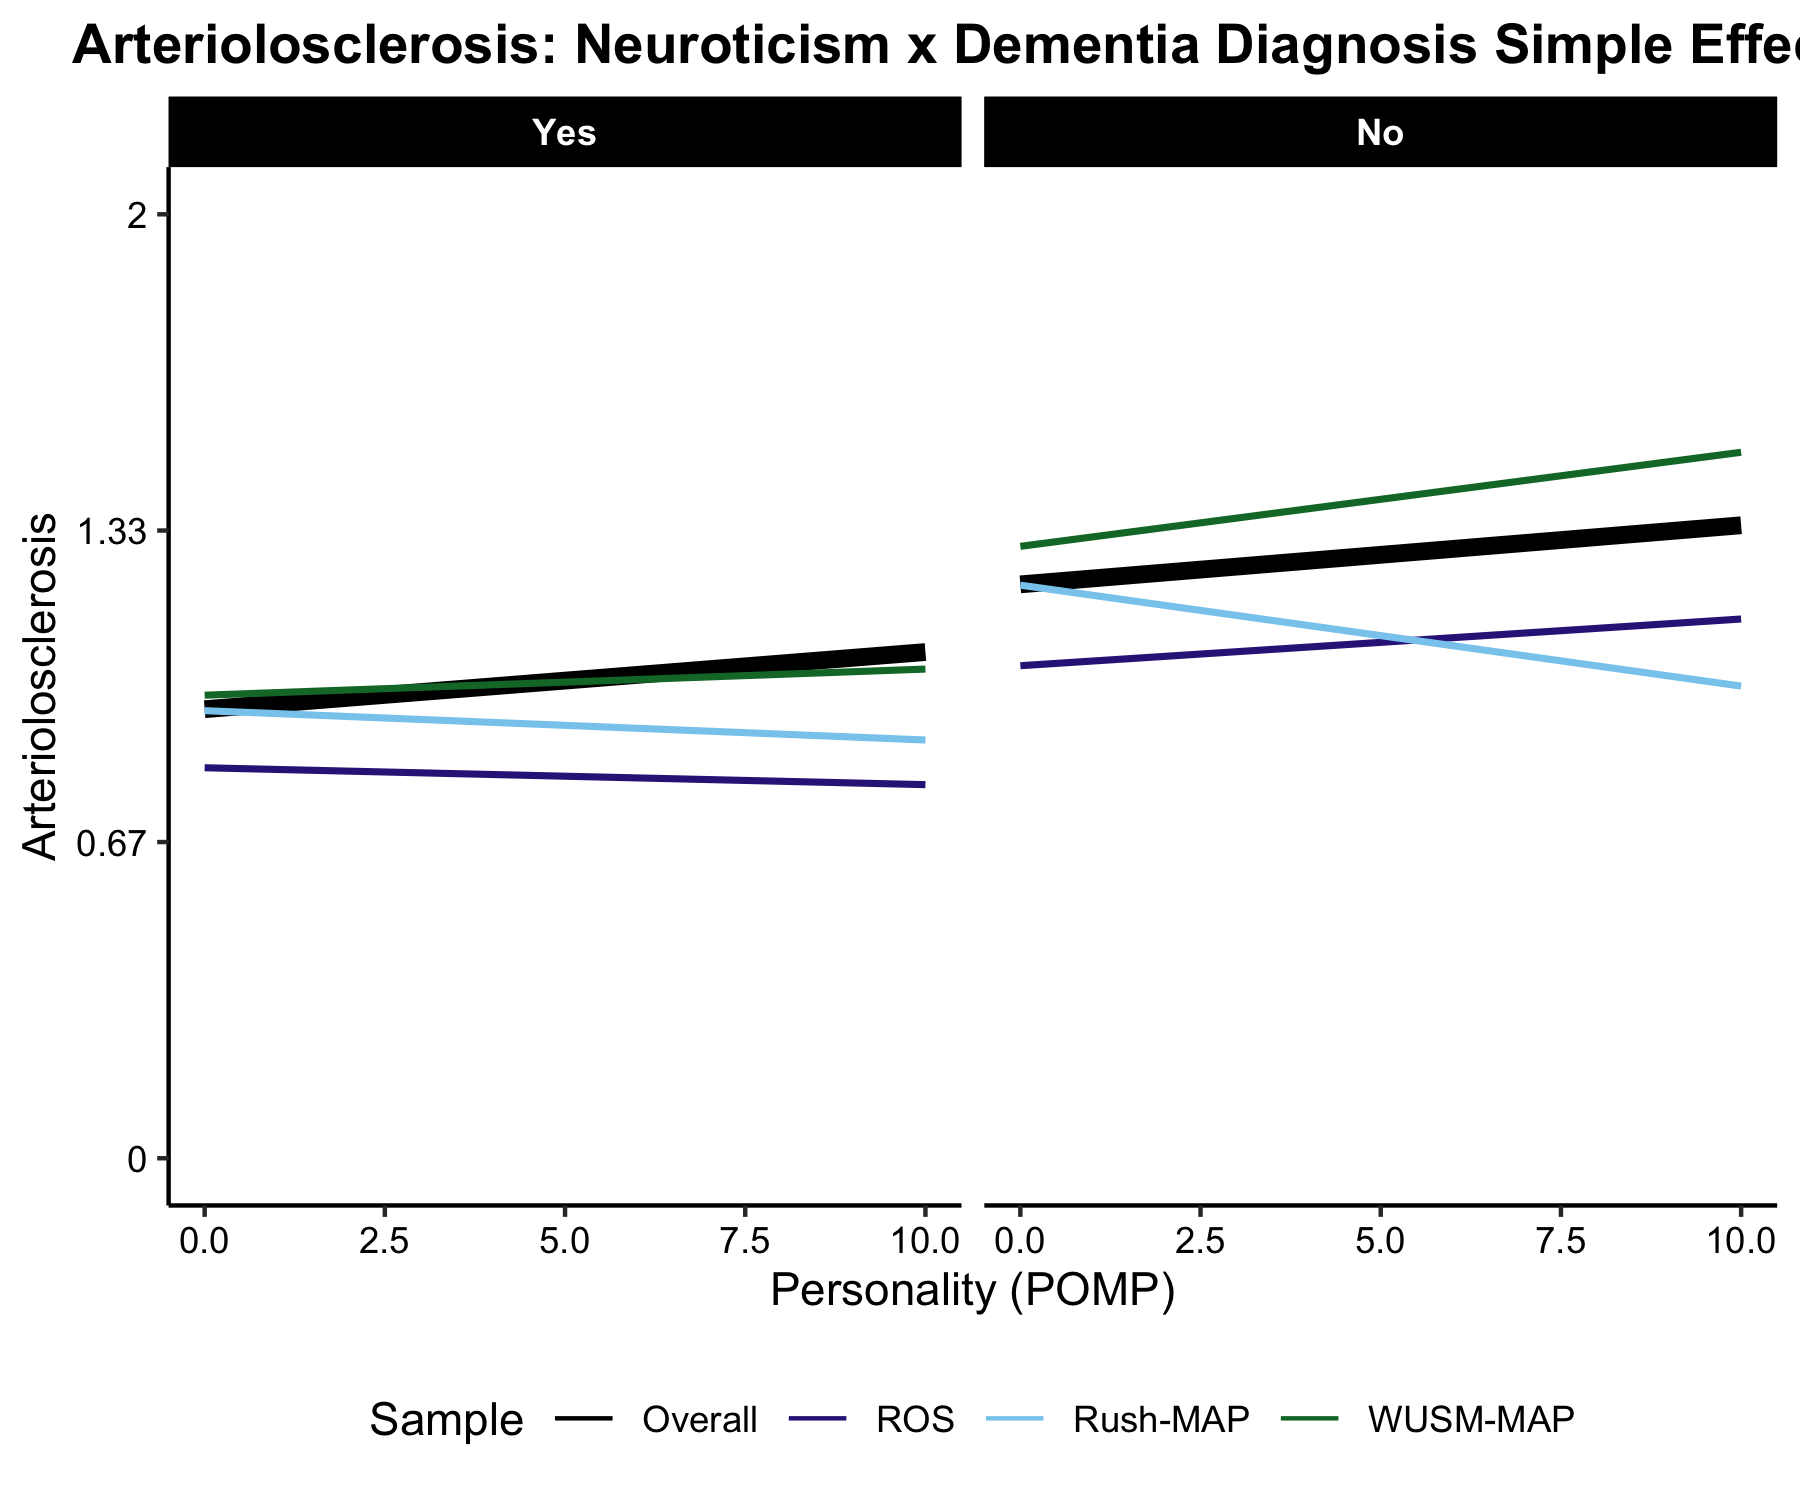 Arteriolosclerosis: Neuroticism x Dementia Diagnosis Simple Effe
Yes No
2
1.33
0.67
0
Arteriolosclerosis
0.0 2.5 5.0 7.5 10.0 0.0 2.5 5.0 7.5 10.0
Personality (POMP)
Sample Overall ROS Rush-MAP WUSM-MAP